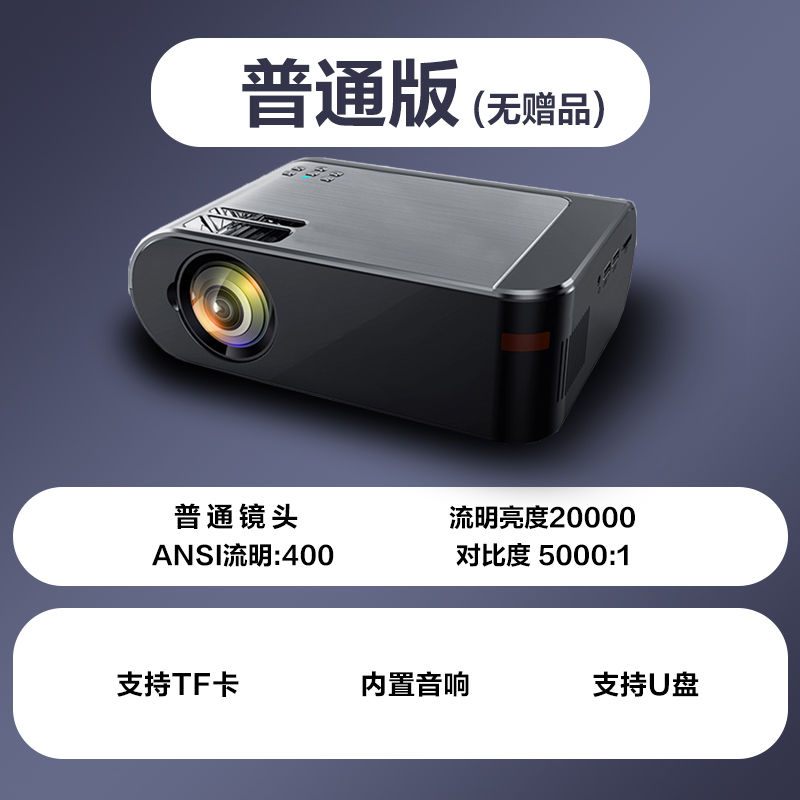 普通版 (无赠品)
普通镜头
流明亮度20000
ANSI流明:400
对比度 5000:1
支持TF卡
内置音响
支持U盘